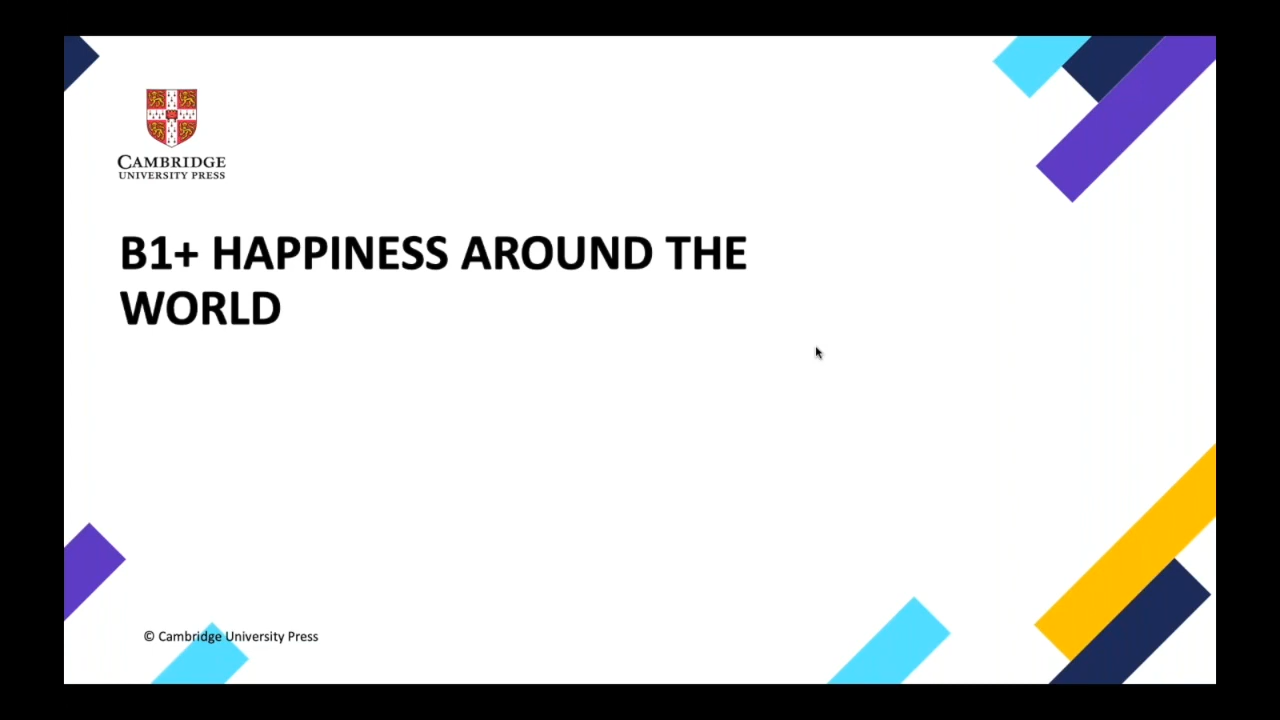 CAMBRIDGE
UNIVERSITY PRESS
B1+ HAPPINESS AROUND THE
WORLD
© Cambridge University Press